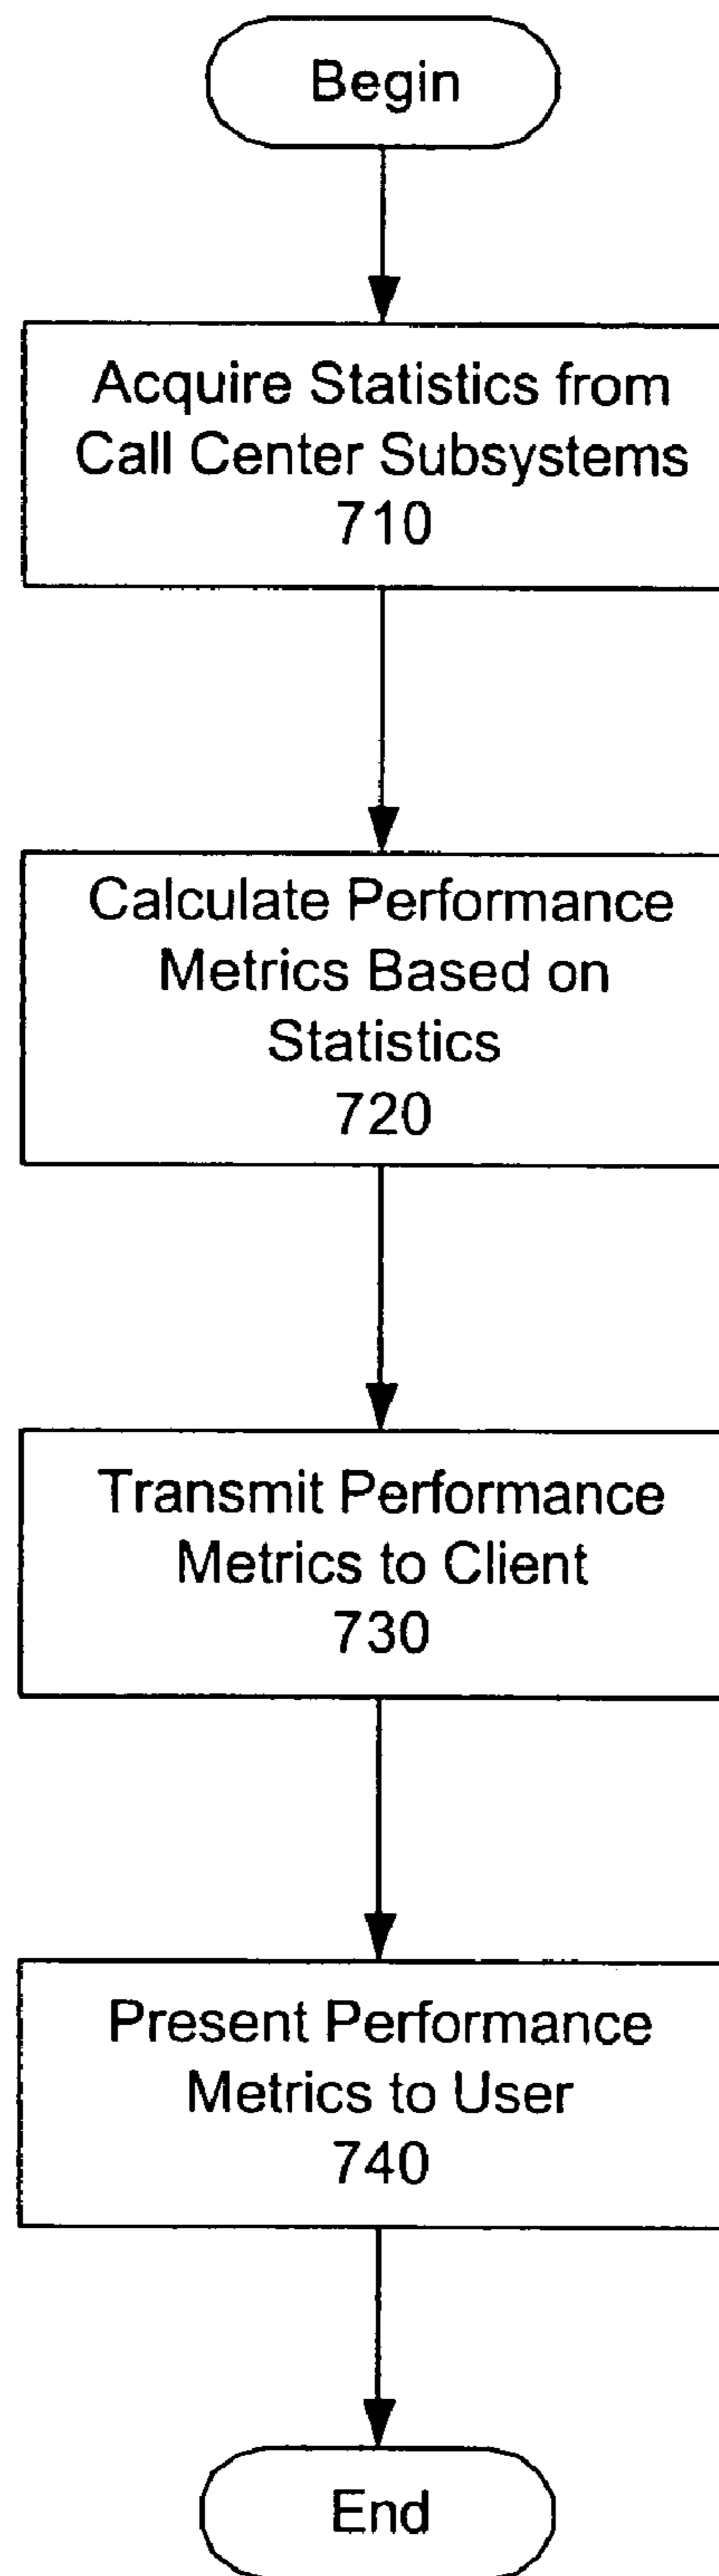 Begin
Acquire Statistics from
Call Center Subsystems
710
Calculate Performance
Metrics Based on
Statistics
720
Transmit Performance
Metrics to Client
730
Present Performance
Metrics to User
740
End